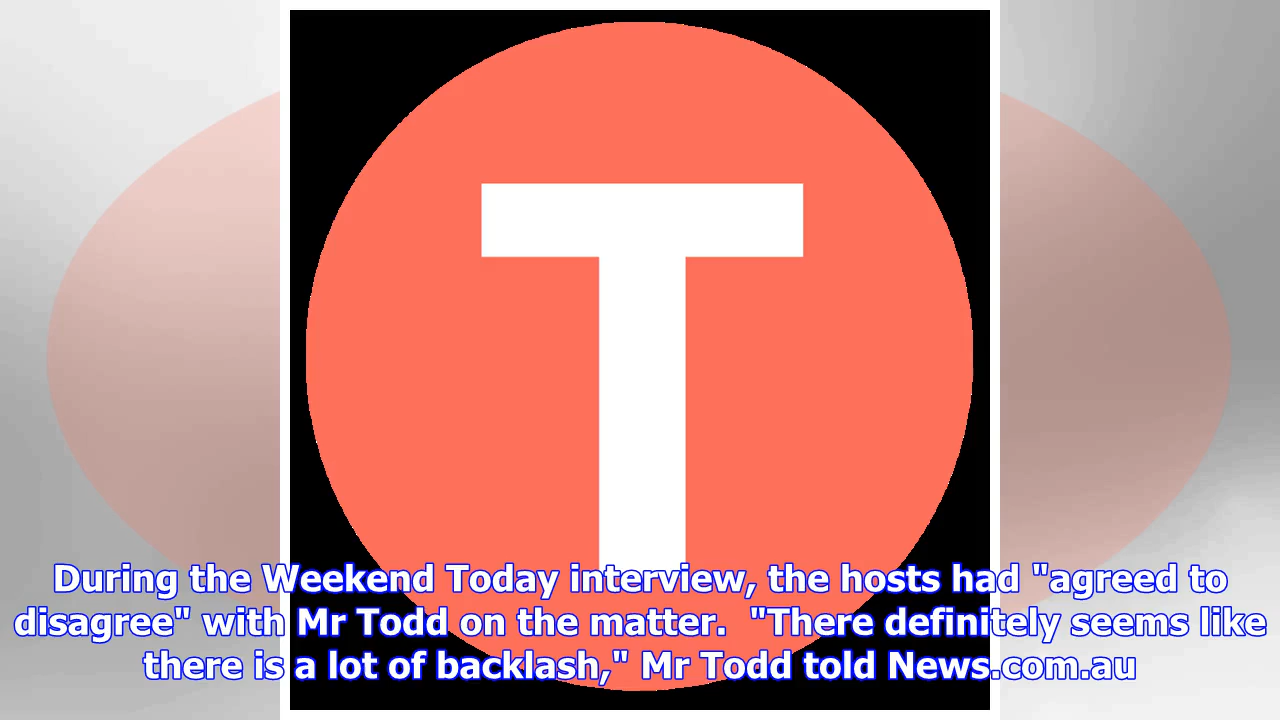 T
During the Weekend Today interview, the hosts had "agreed to
disagree" with Mr Todd on the matter.  "There definitely seems like
there is a lot of backlash," Mr Todd told News.com.au